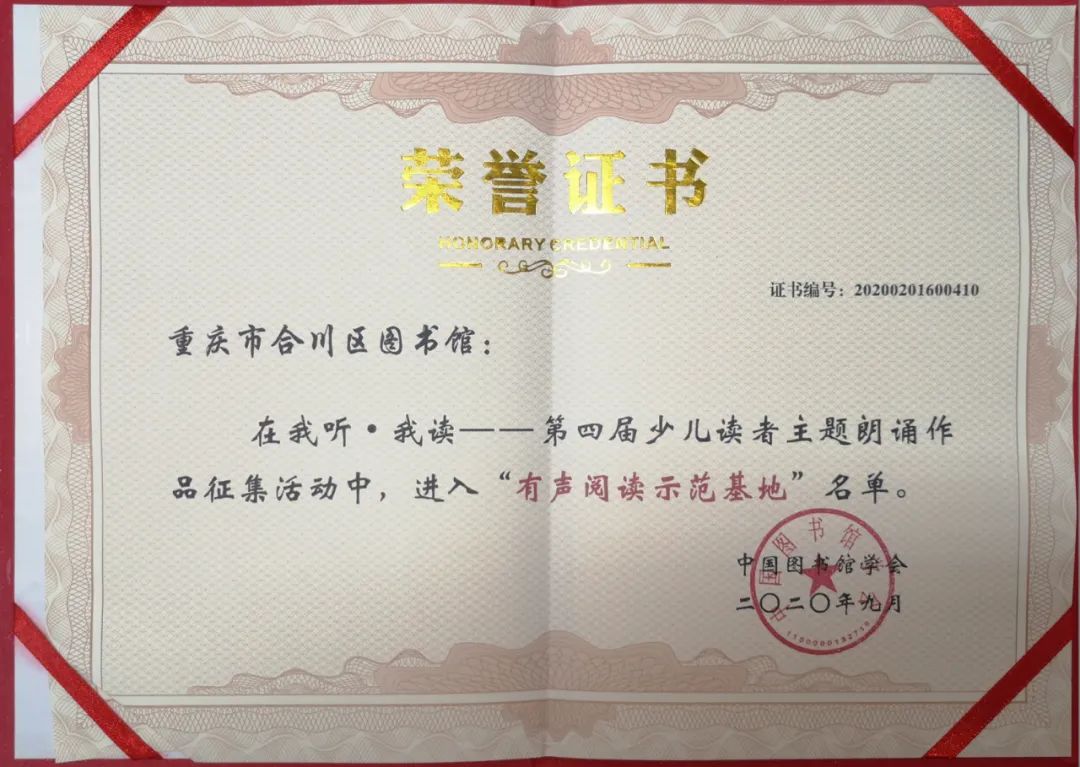 荣誉证书
HONORARY CREDENTIAL
证书编号：20200201600410
重庆市合川区图书馆：
在我听·我读——第四届少儿读者主题朗诵作
品征集活动中，进入“有声阅读示范基地”名单。
中国图书馆学会
二〇二〇年九月